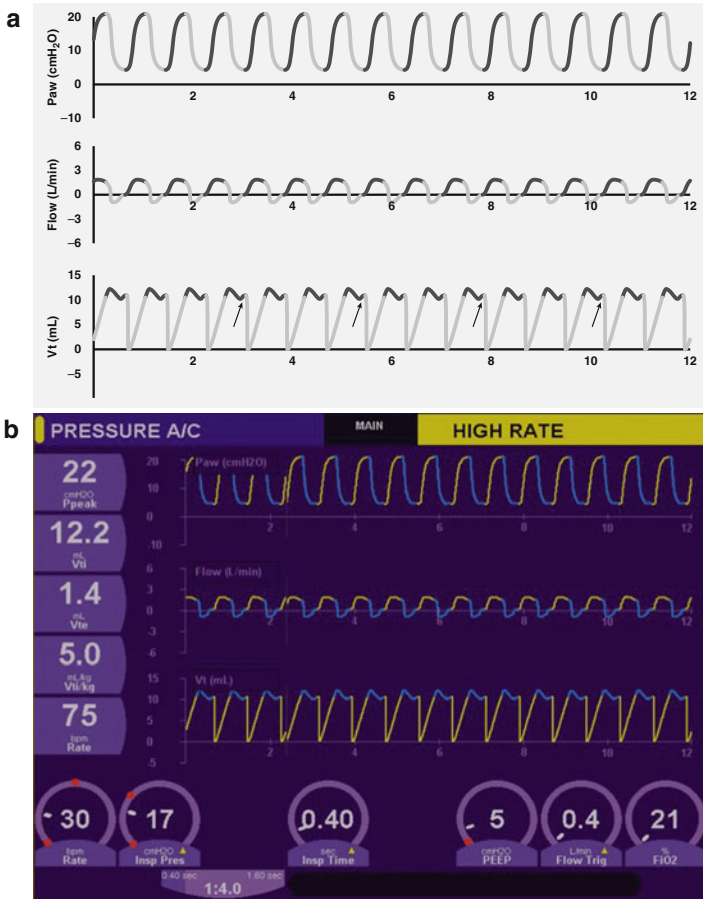 a
20
10
0
–10
Paw (cmH2O)
2 4 6 8 10 12
6
3
0
–3
–6
Flow (L/min)
2 4 6 8 10 12
15
10
5
0
–5
Vt (mL)
2 4 6 8 10 12
b
PRESSURE A/C MAIN HIGH RATE
22
cmH2O
Ppeak
12.2
mL
Vti
1.4
mL
Vte
5.0
mL/kg
Vti/kg
75
bpm
Rate
Paw (cmH2O)
20
10
0
-10
2 4 6 8 10 12
Flow (L/min)
6
3
0
-3
-6
2 4 6 8 10 12
Vt (mL)
15
10
5
0
-5
2 4 6 8 10 12
30
bpm
Rate
17
cmH2O
Insp Pres
0.40
sec
Insp Time
5
cmH2O
PEEP
0.4
L/min
Flow Trig
21
%
FiO2
0.40 sec 1.60 sec
1:4.0